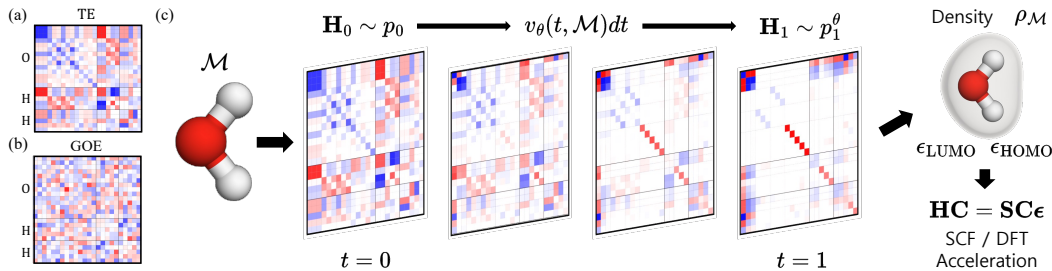 (a)
TE
O
H
H
(b)
GOE
O
H
H
(c)
𝓜
𝐇₀ ∼ p₀
v_θ(t, 𝓜)dt
𝐇₁ ∼ p₁^θ
t = 0
t = 1
Density ρ_𝓜
ϵ_LUMO ϵ_HOMO
𝐇𝐂 = 𝐒𝐂𝛜
SCF / DFT
Acceleration